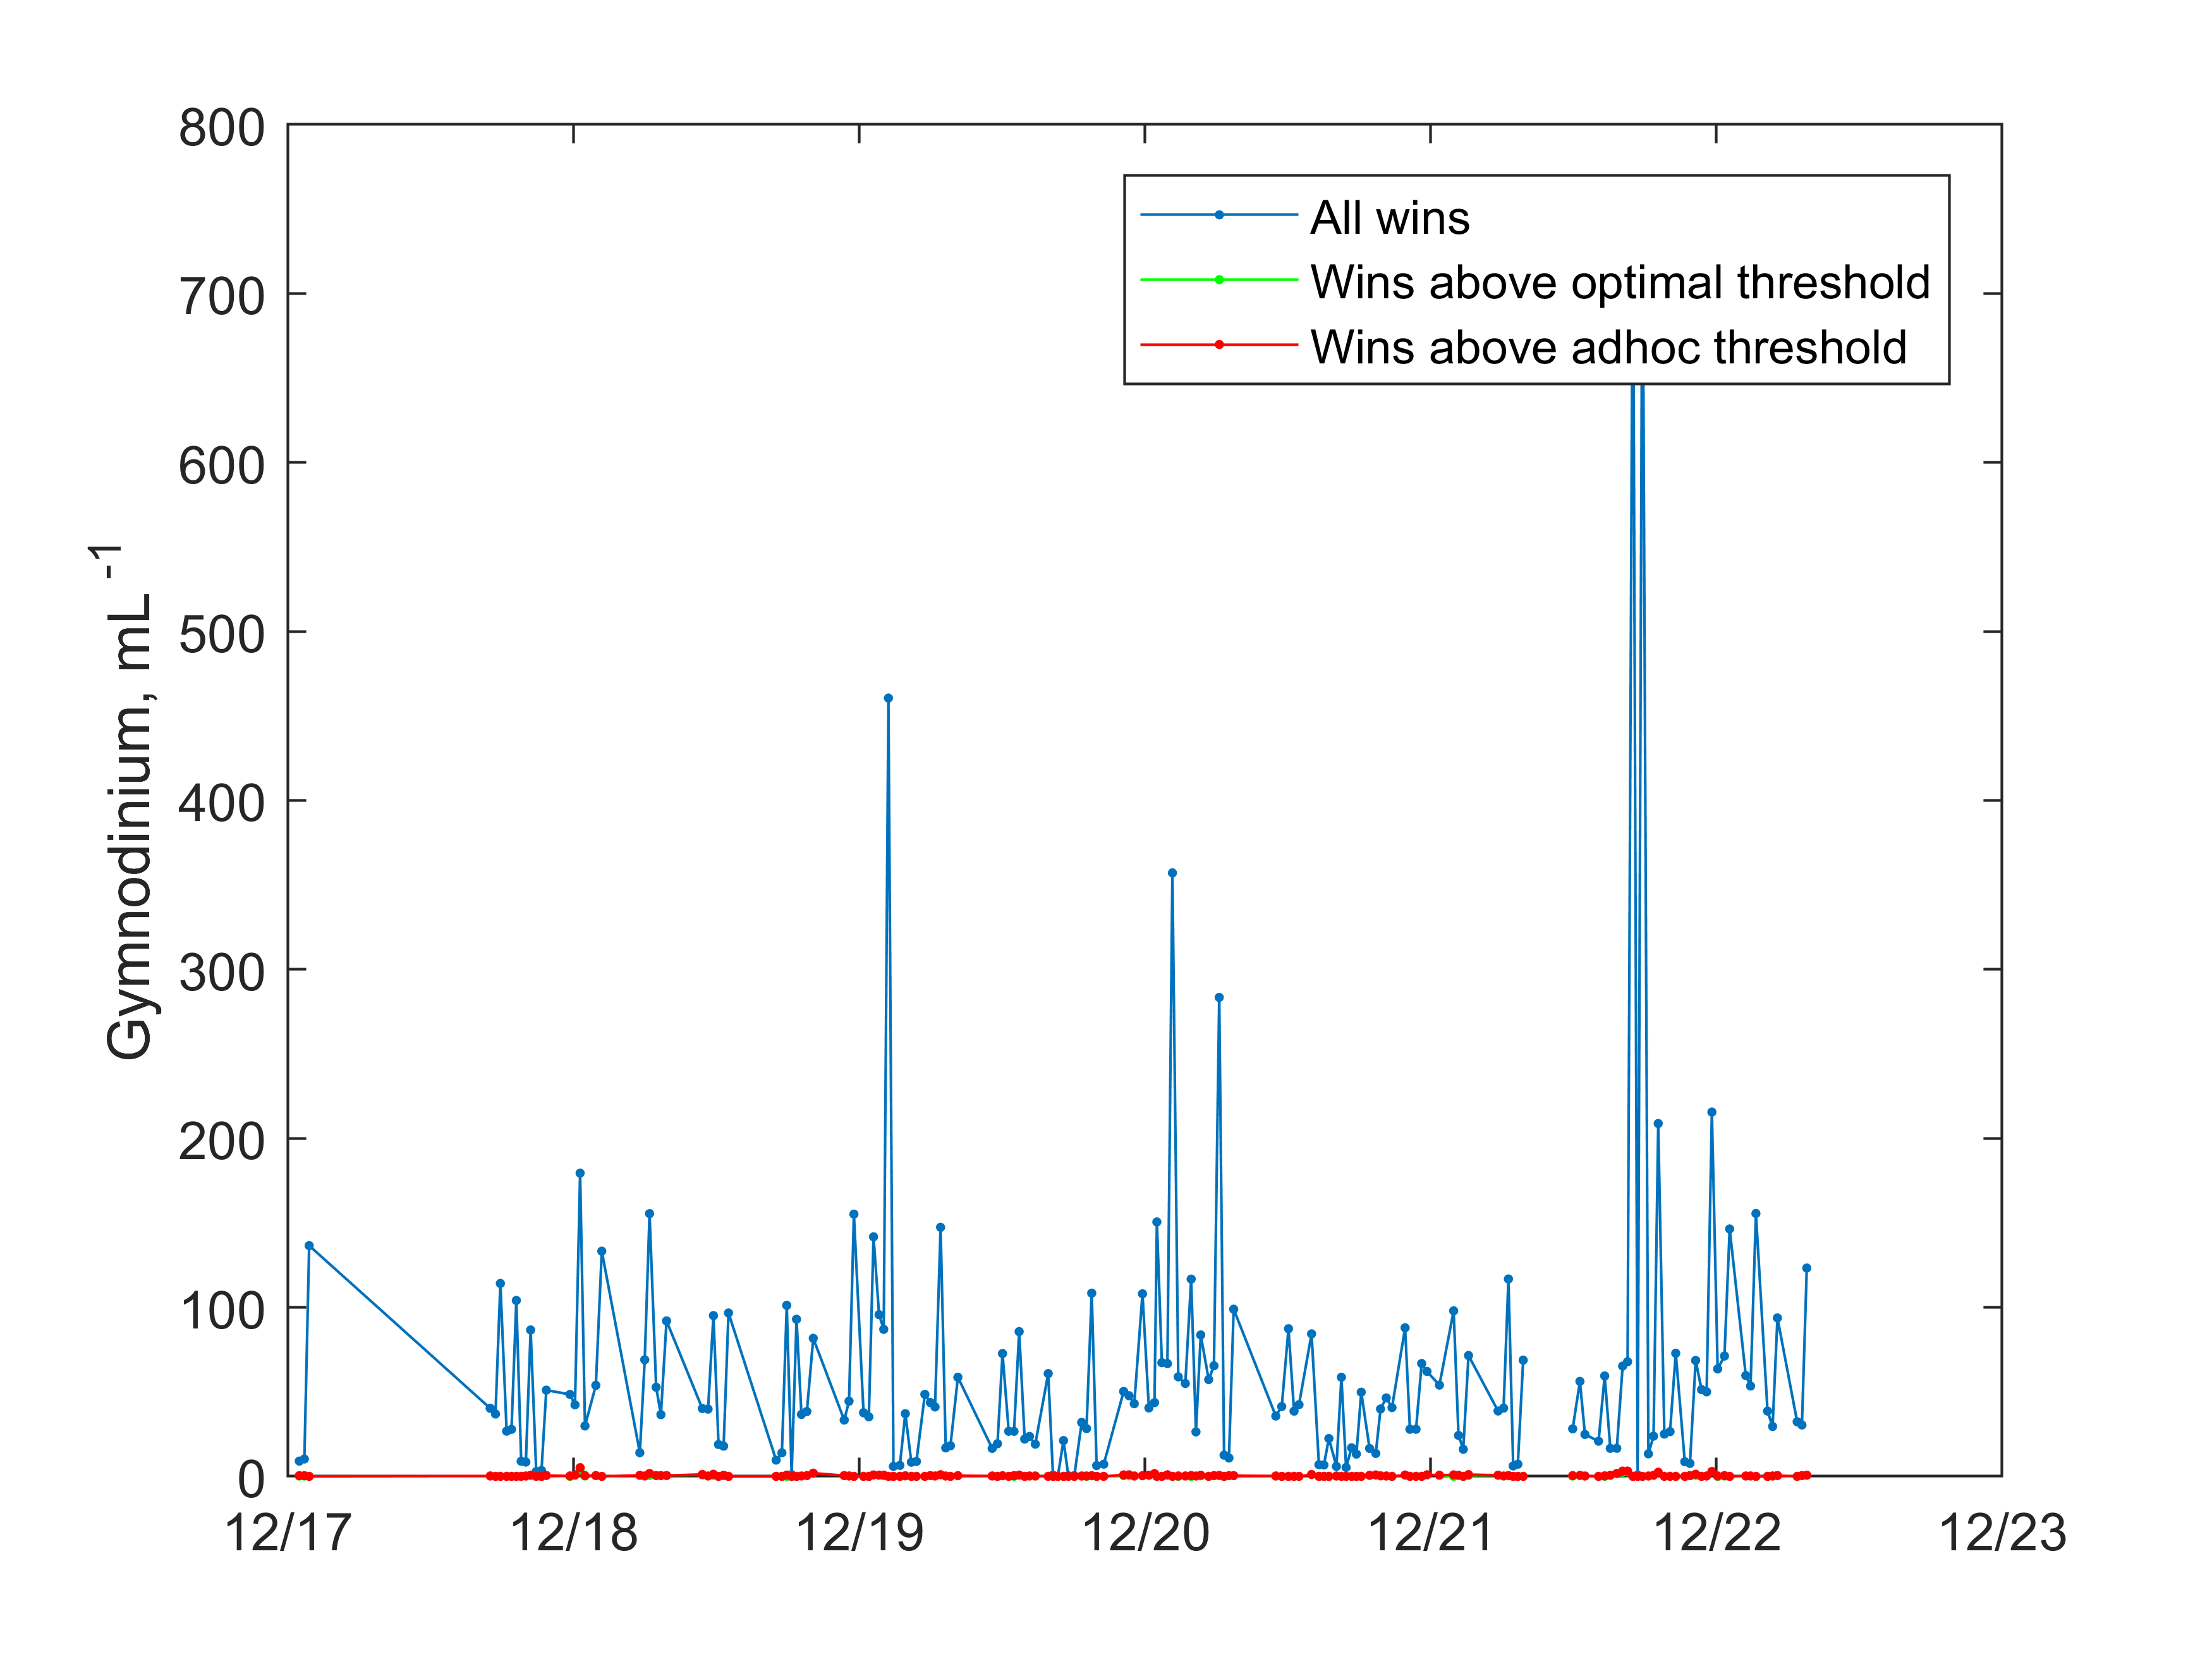 800
700
600
500
400
300
200
100
0
Gymnodinium, mL-1
All wins
Wins above optimal threshold
Wins above adhoc threshold
12/17 12/18 12/19 12/20 12/21 12/22 12/23